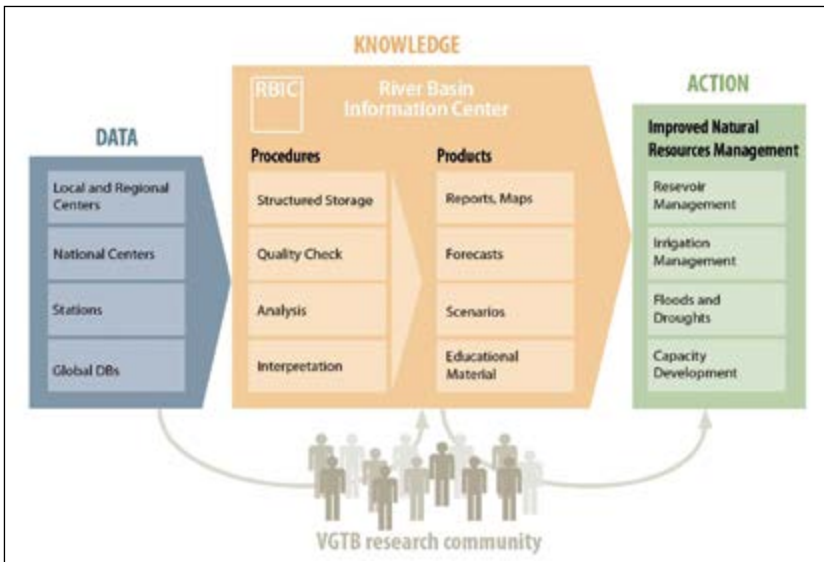 KNOWLEDGE
RBIC
River Basin
Information Center
ACTION
DATA
Improved Natural
Resources Management
Procedures
Products
Local and Regional
Centers
National Centers
Stations
Global DBs
Structured Storage
Quality Check
Analysis
Interpretation
Reports, Maps
Forecasts
Scenarios
Educational
Material
Resevoir
Management
Irrigation
Management
Floods and
Droughts
Capacity
Development
VGTB research community